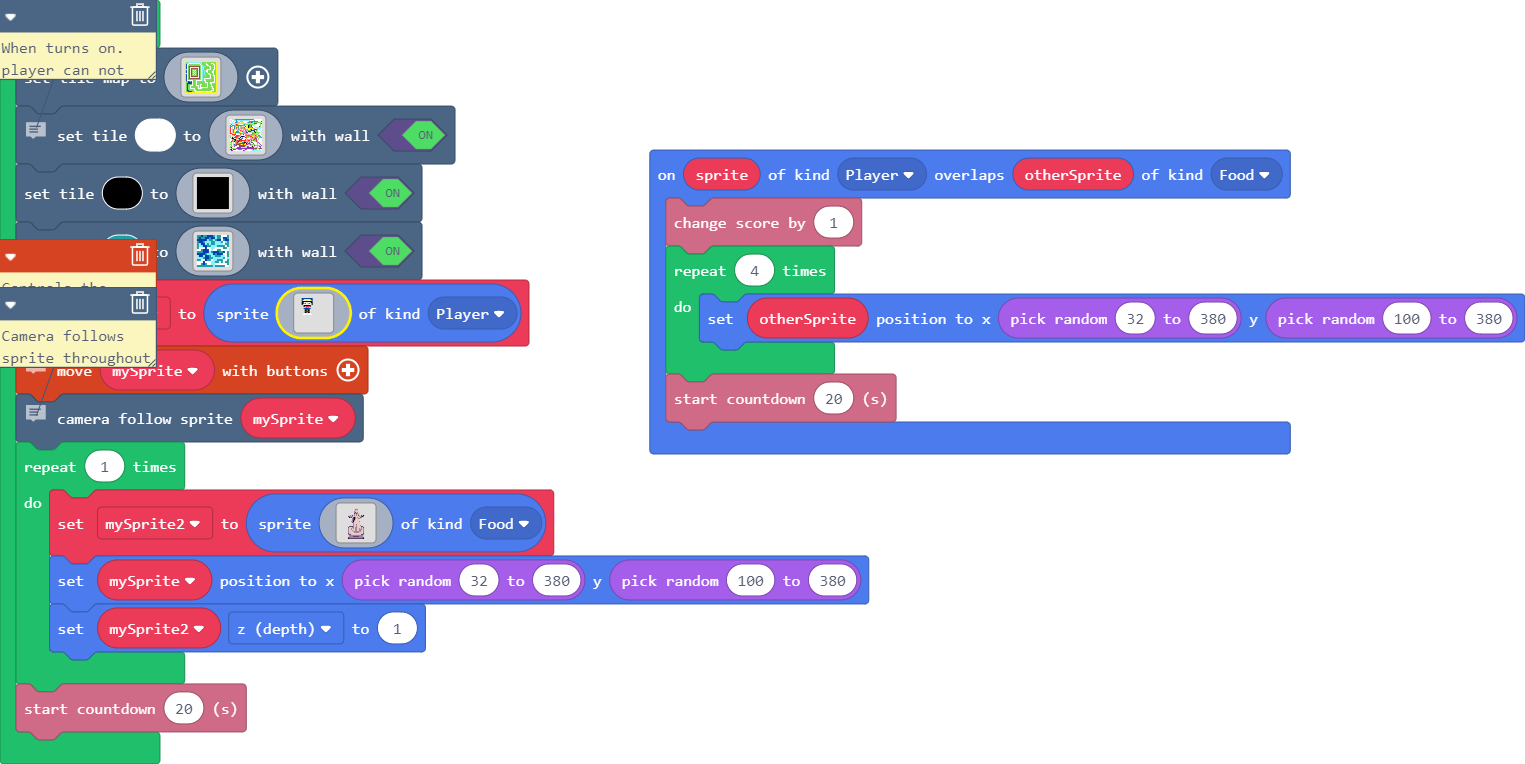 When turns on.
player can not
set tile map to
set tile to with wall ON
set tile to with wall ON
to with wall ON
Controls the
to sprite of kind Player
Camera follows
sprite throughout
move mySprite with buttons
camera follow sprite mySprite
repeat 1 times
do
set mySprite2 to sprite of kind Food
set mySprite position to x pick random 32 to 380 y pick random 100 to 380
set mySprite2 z (depth) to 1
start countdown 20 (s)
on sprite of kind Player overlaps otherSprite of kind Food
change score by 1
repeat 4 times
do
set otherSprite position to x pick random 32 to 380 y pick random 100 to 380
start countdown 20 (s)